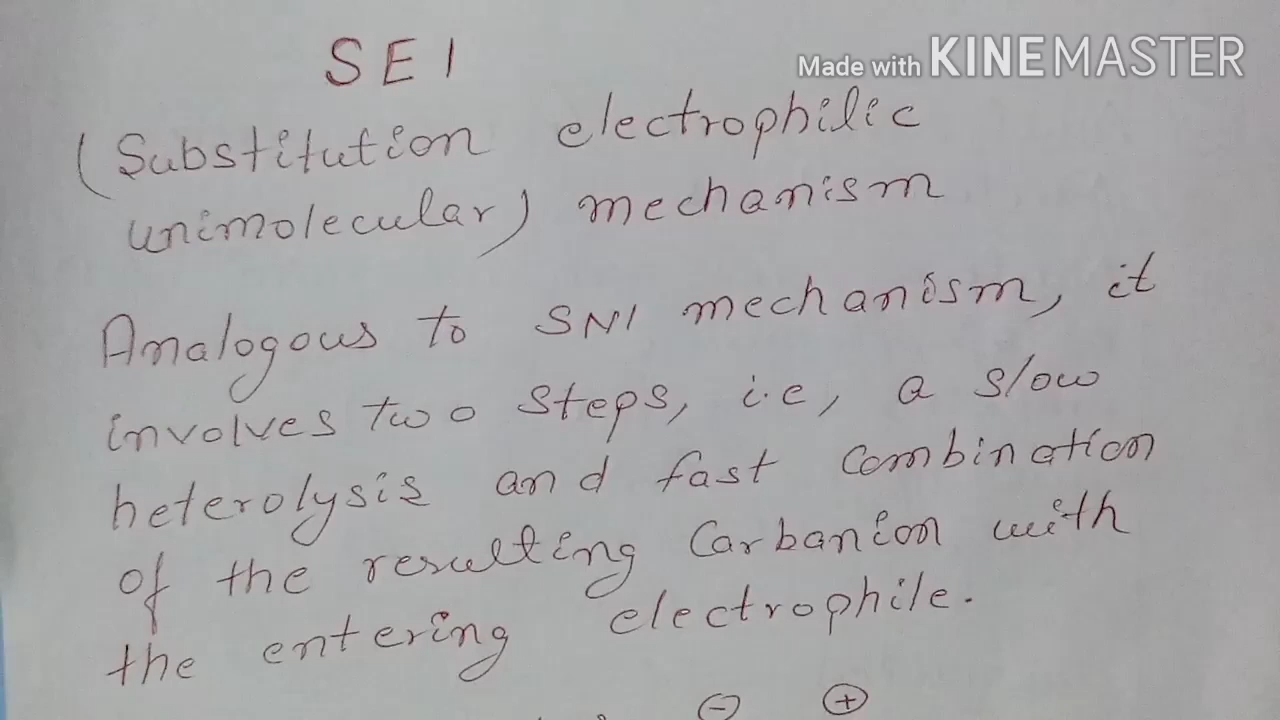 SE1
Made with KINEMASTER
(Substitution electrophilic
unimolecular) mechanism
Analogous to SN1 mechanism, it
involves two steps, i.e, a slow
heterolysis and fast combination
of the resulting Carbanion with
the entering electrophile.
⊖ ⊕